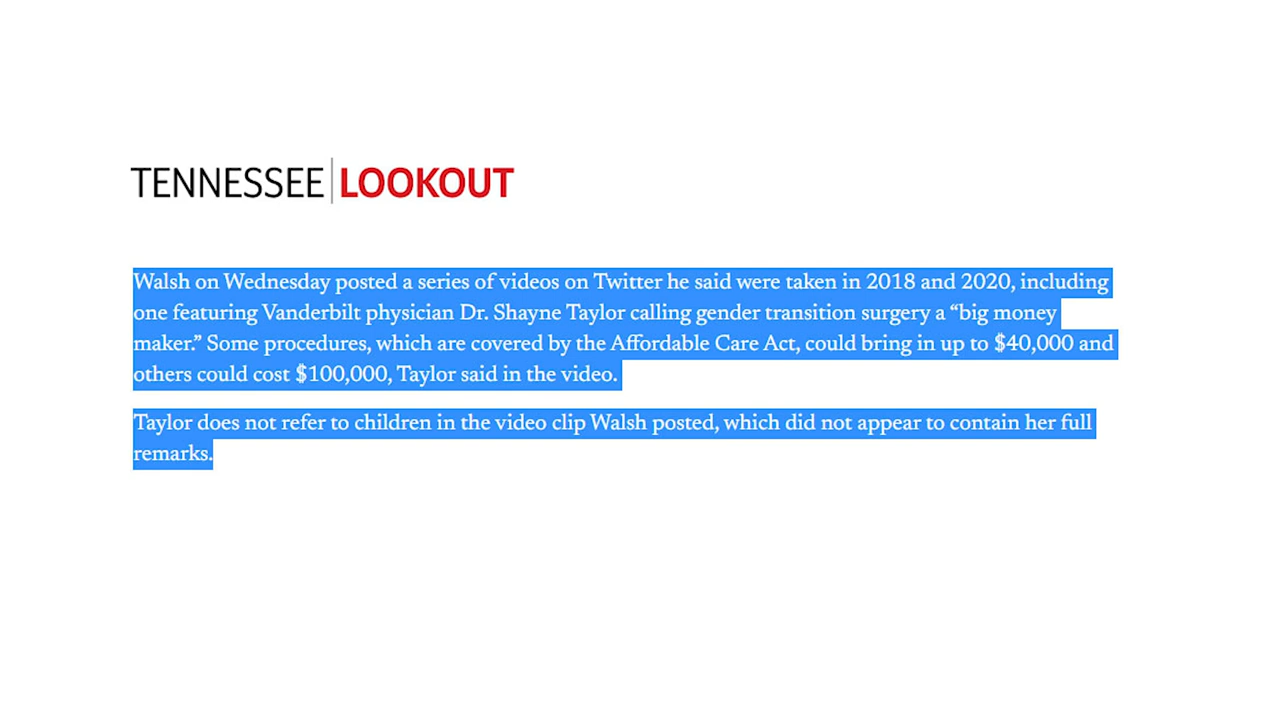 TENNESSEE LOOKOUT
Walsh on Wednesday posted a series of videos on Twitter he said were taken in 2018 and 2020, including
one featuring Vanderbilt physician Dr. Shayne Taylor calling gender transition surgery a “big money
maker.” Some procedures, which are covered by the Affordable Care Act, could bring in up to $40,000 and
others could cost $100,000, Taylor said in the video.
Taylor does not refer to children in the video clip Walsh posted, which did not appear to contain her full
remarks.